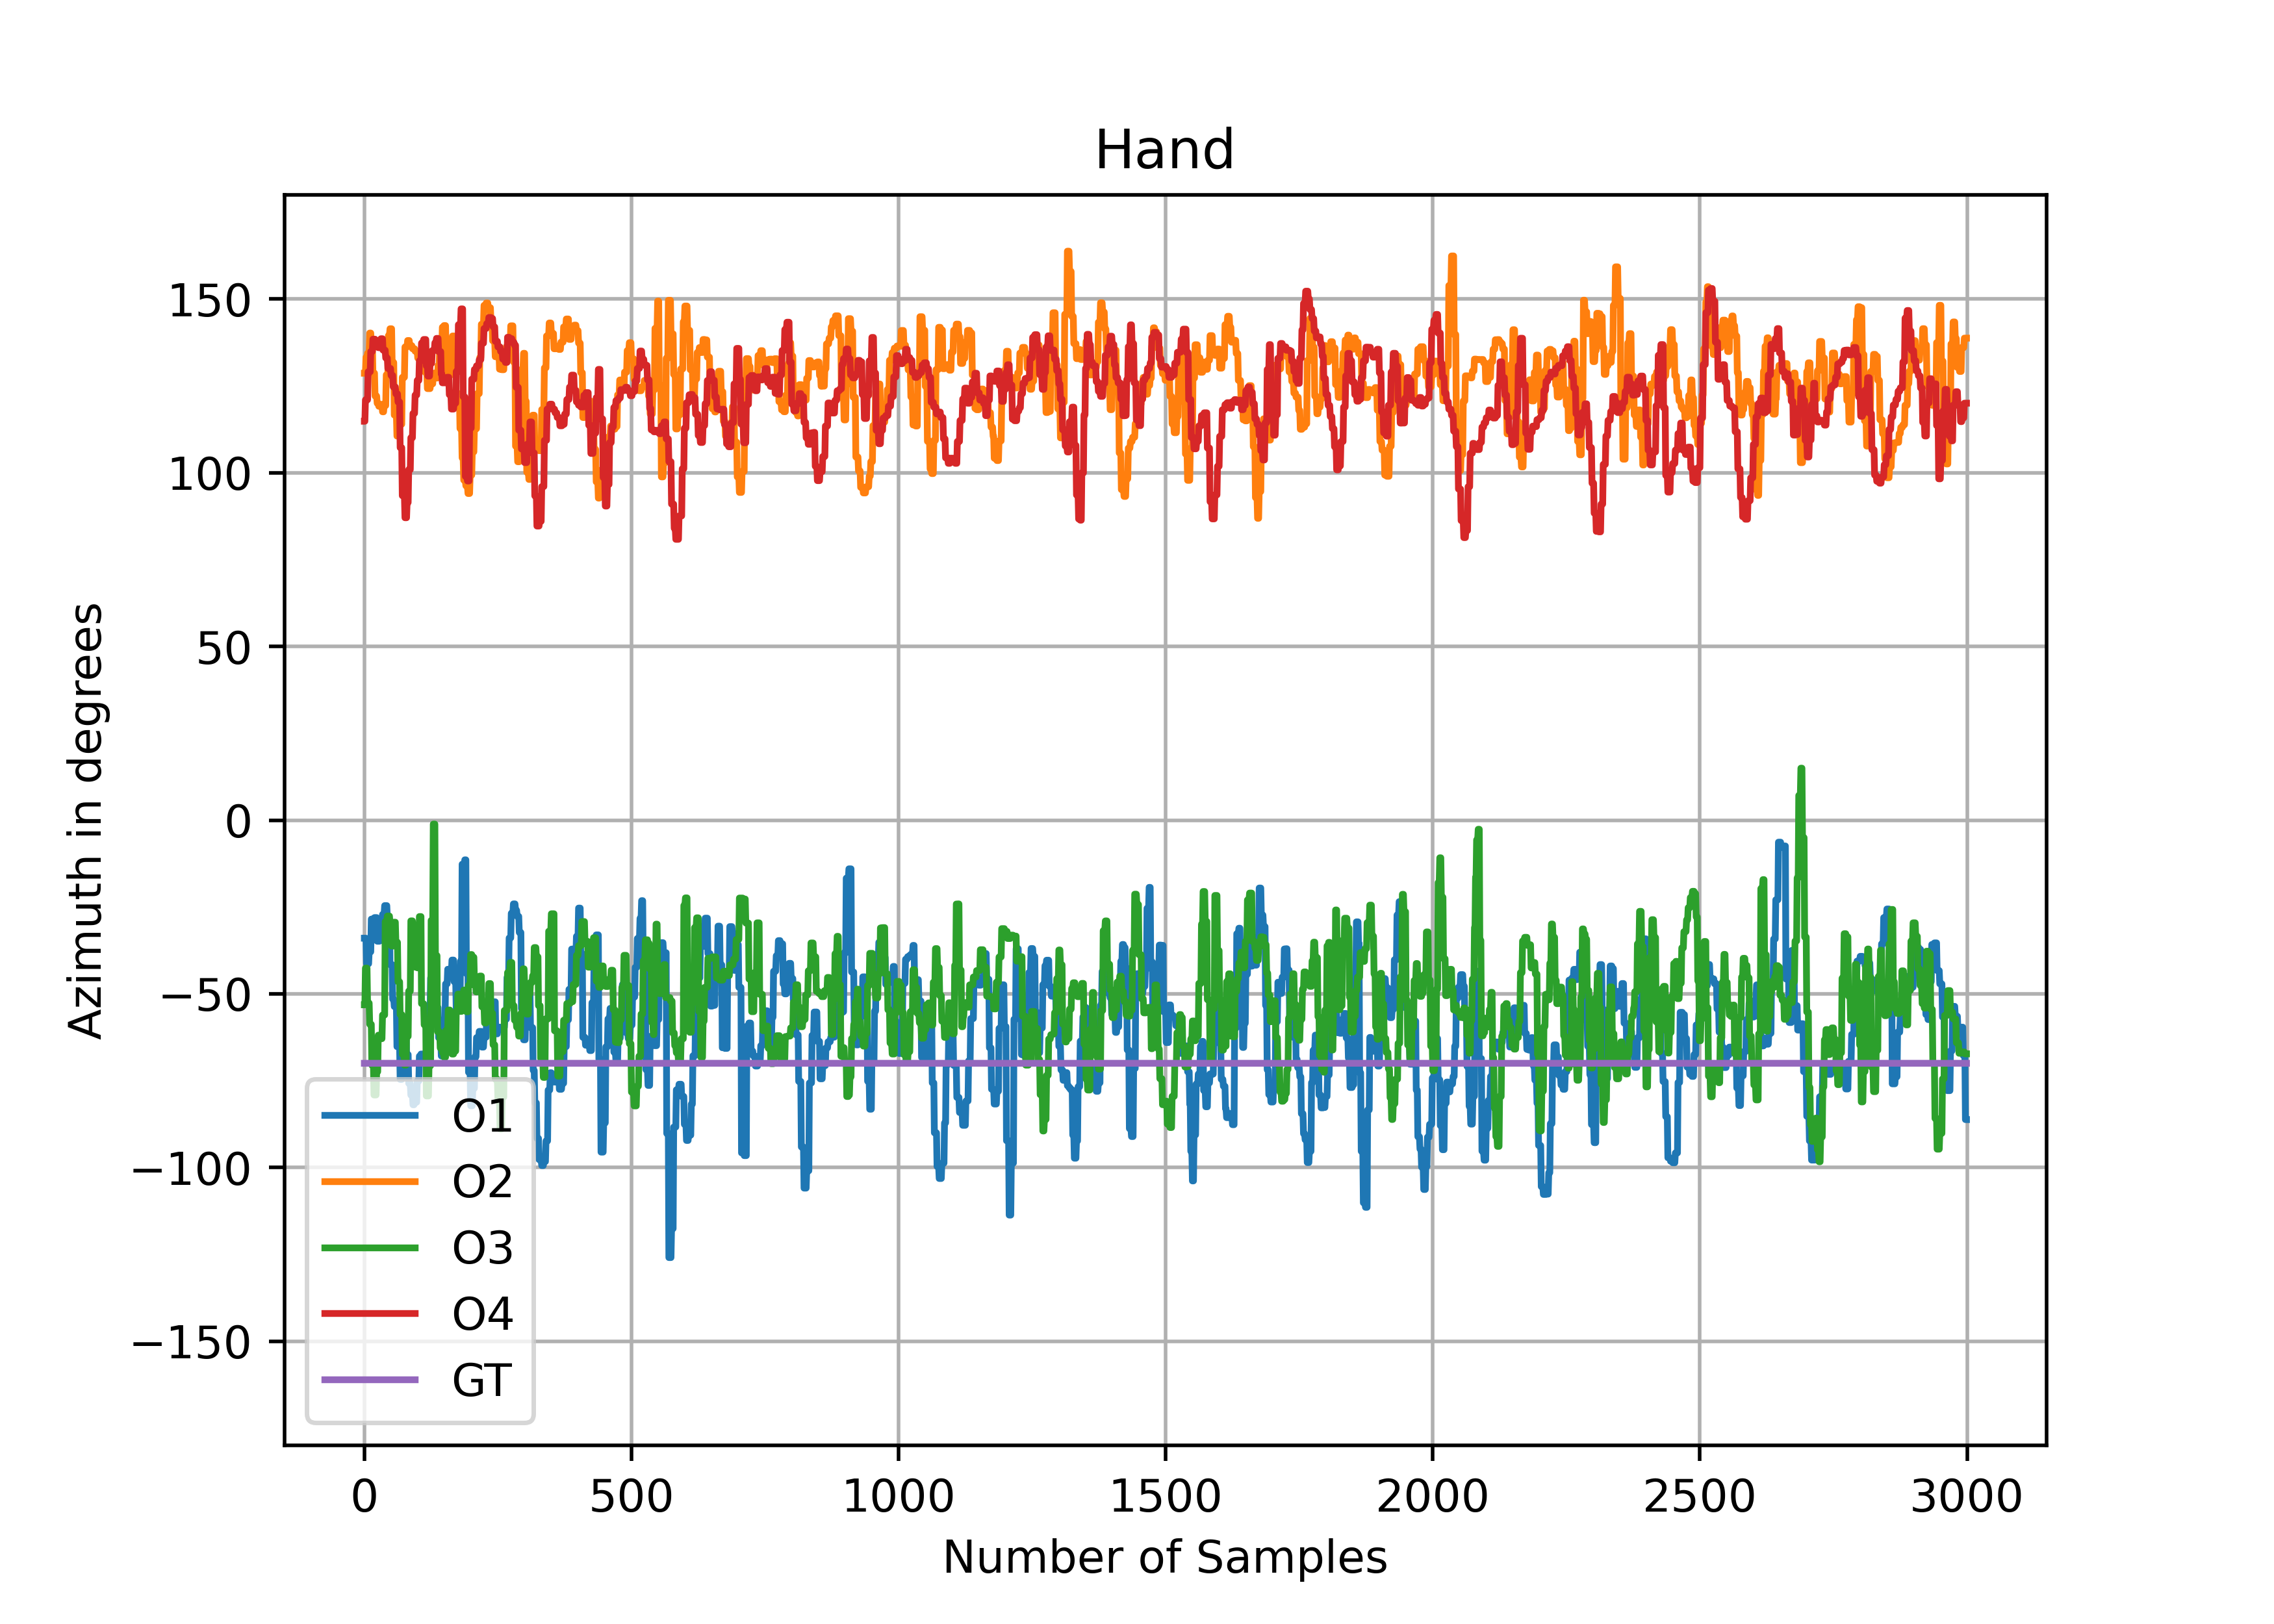 Hand
Azimuth in degrees
150
100
50
0
−50
−100
−150
O1
O2
O3
O4
GT
0 500 1000 1500 2000 2500 3000
Number of Samples